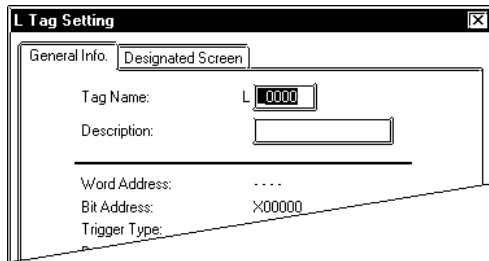 L Tag Setting
General Info. Designated Screen
Tag Name: L 0000
Description:
Word Address: ----
Bit Address: X00000
Trigger Type: